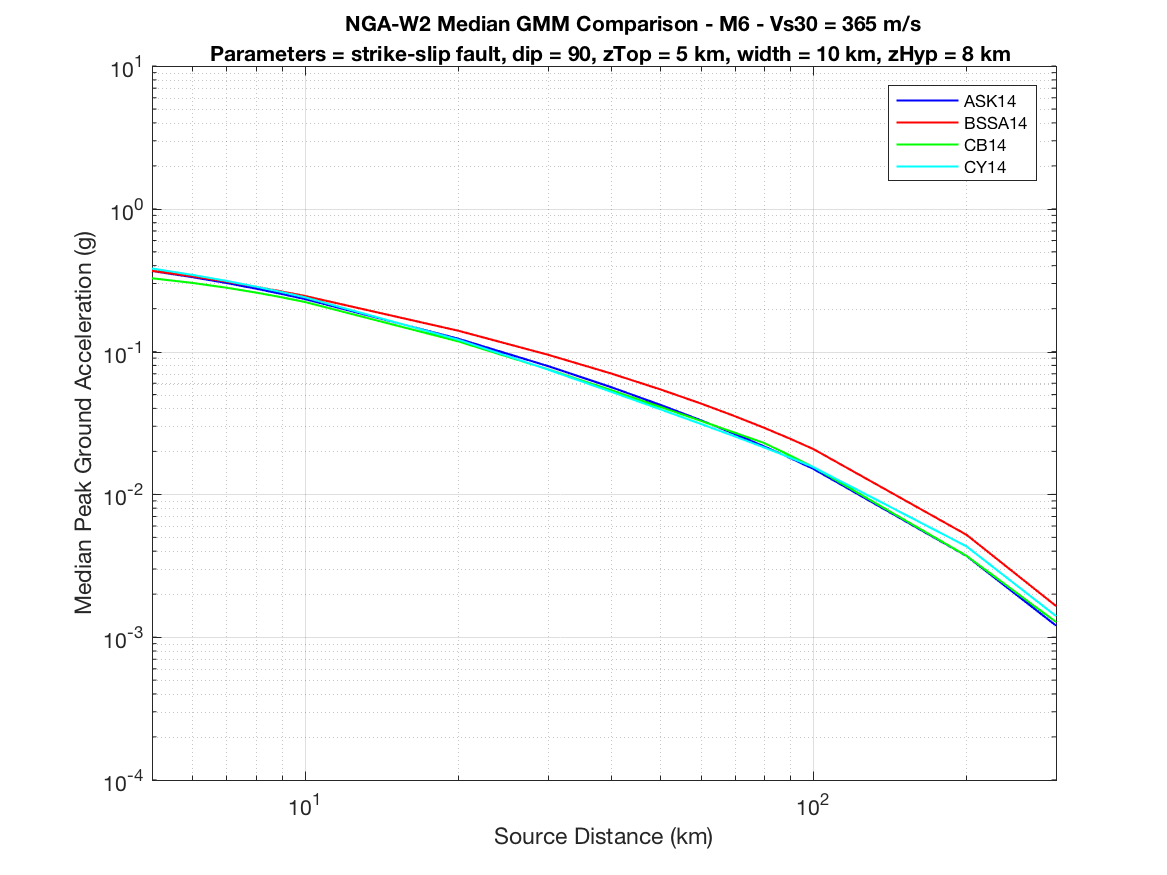 NGA-W2 Median GMM Comparison - M6 - Vs30 = 365 m/s
Parameters = strike-slip fault, dip = 90, zTop = 5 km, width = 10 km, zHyp = 8 km
10^1
10^0
10^-1
10^-2
10^-3
10^-4
Median Peak Ground Acceleration (g)
ASK14
BSSA14
CB14
CY14
10^1
10^2
Source Distance (km)